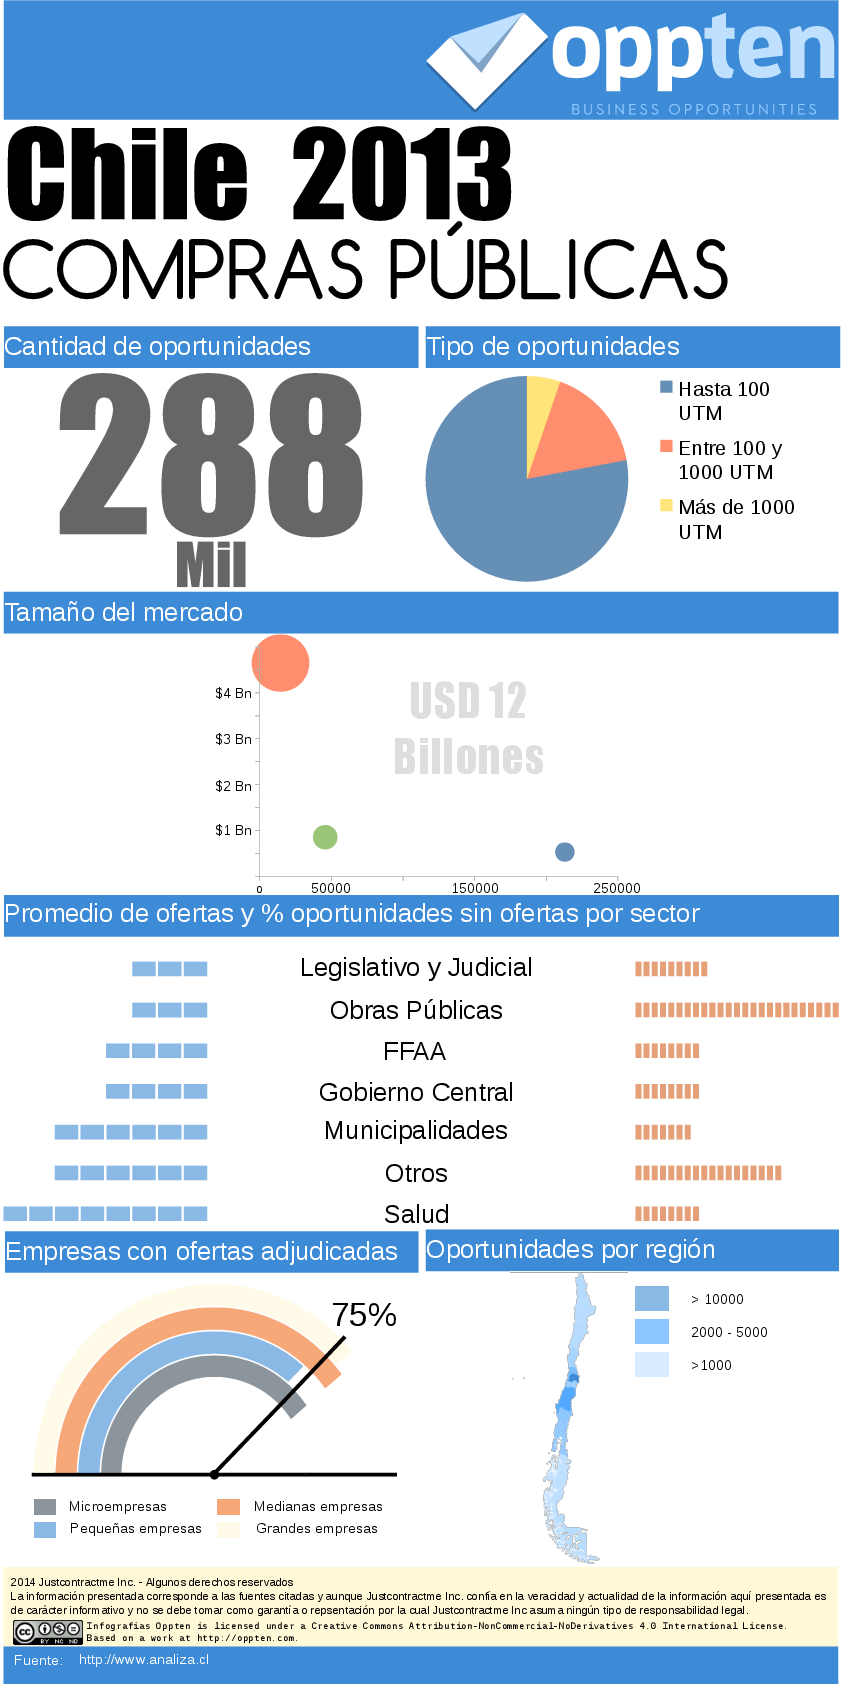 oppten
BUSINESS OPPORTUNITIES
Chile 2013
COMPRAS PÚBLICAS
Cantidad de oportunidades
288
Mil
Tipo de oportunidades
Hasta 100
UTM
Entre 100 y
1000 UTM
Más de 1000
UTM
Tamaño del mercado
USD 12
Billones
$4 Bn
$3 Bn
$2 Bn
$1 Bn
0 50000 150000 250000
Promedio de ofertas y % oportunidades sin ofertas por sector
Legislativo y Judicial
Obras Públicas
FFAA
Gobierno Central
Municipalidades
Otros
Salud
Empresas con ofertas adjudicadas
75%
Microempresas
Medianas empresas
Pequeñas empresas
Grandes empresas
Oportunidades por región
> 10000
2000 - 5000
>1000
2014 Justcontractme Inc. - Algunos derechos reservados
La información presentada corresponde a las fuentes citadas y aunque Justcontractme Inc. confía en la veracidad y actualidad de la información aquí presentada es
de carácter informativo y no se debe tomar como garantía o repsentación por la cual Justcontractme Inc asuma ningún tipo de responsabilidad legal.
cc BY NC ND
Infografias Oppten is licensed under a Creative Commons Attribution-NonCommercial-NoDerivatives 4.0 International License.
Based on a work at http://oppten.com.
Fuente: http://www.analiza.cl